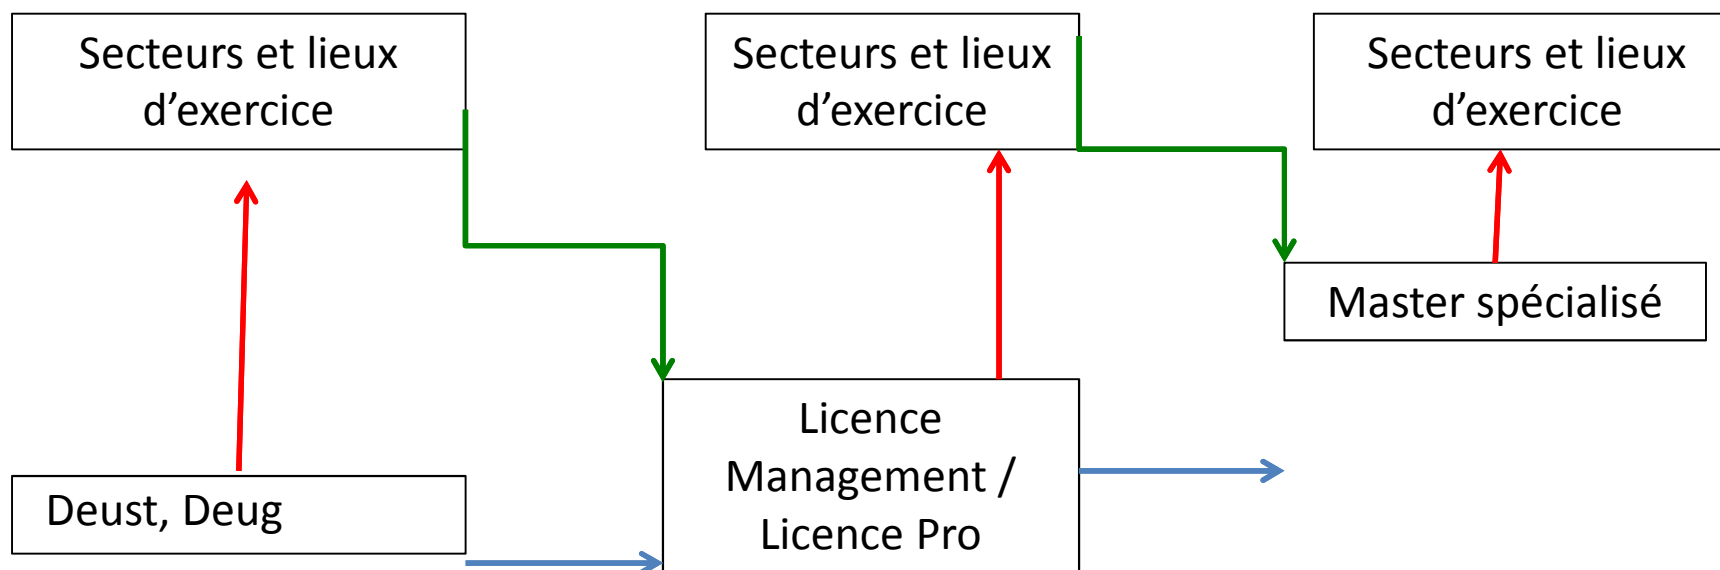 Secteurs et lieux
d’exercice
Secteurs et lieux
d’exercice
Secteurs et lieux
d’exercice
Master spécialisé
Licence
Management /
Licence Pro
Deust, Deug